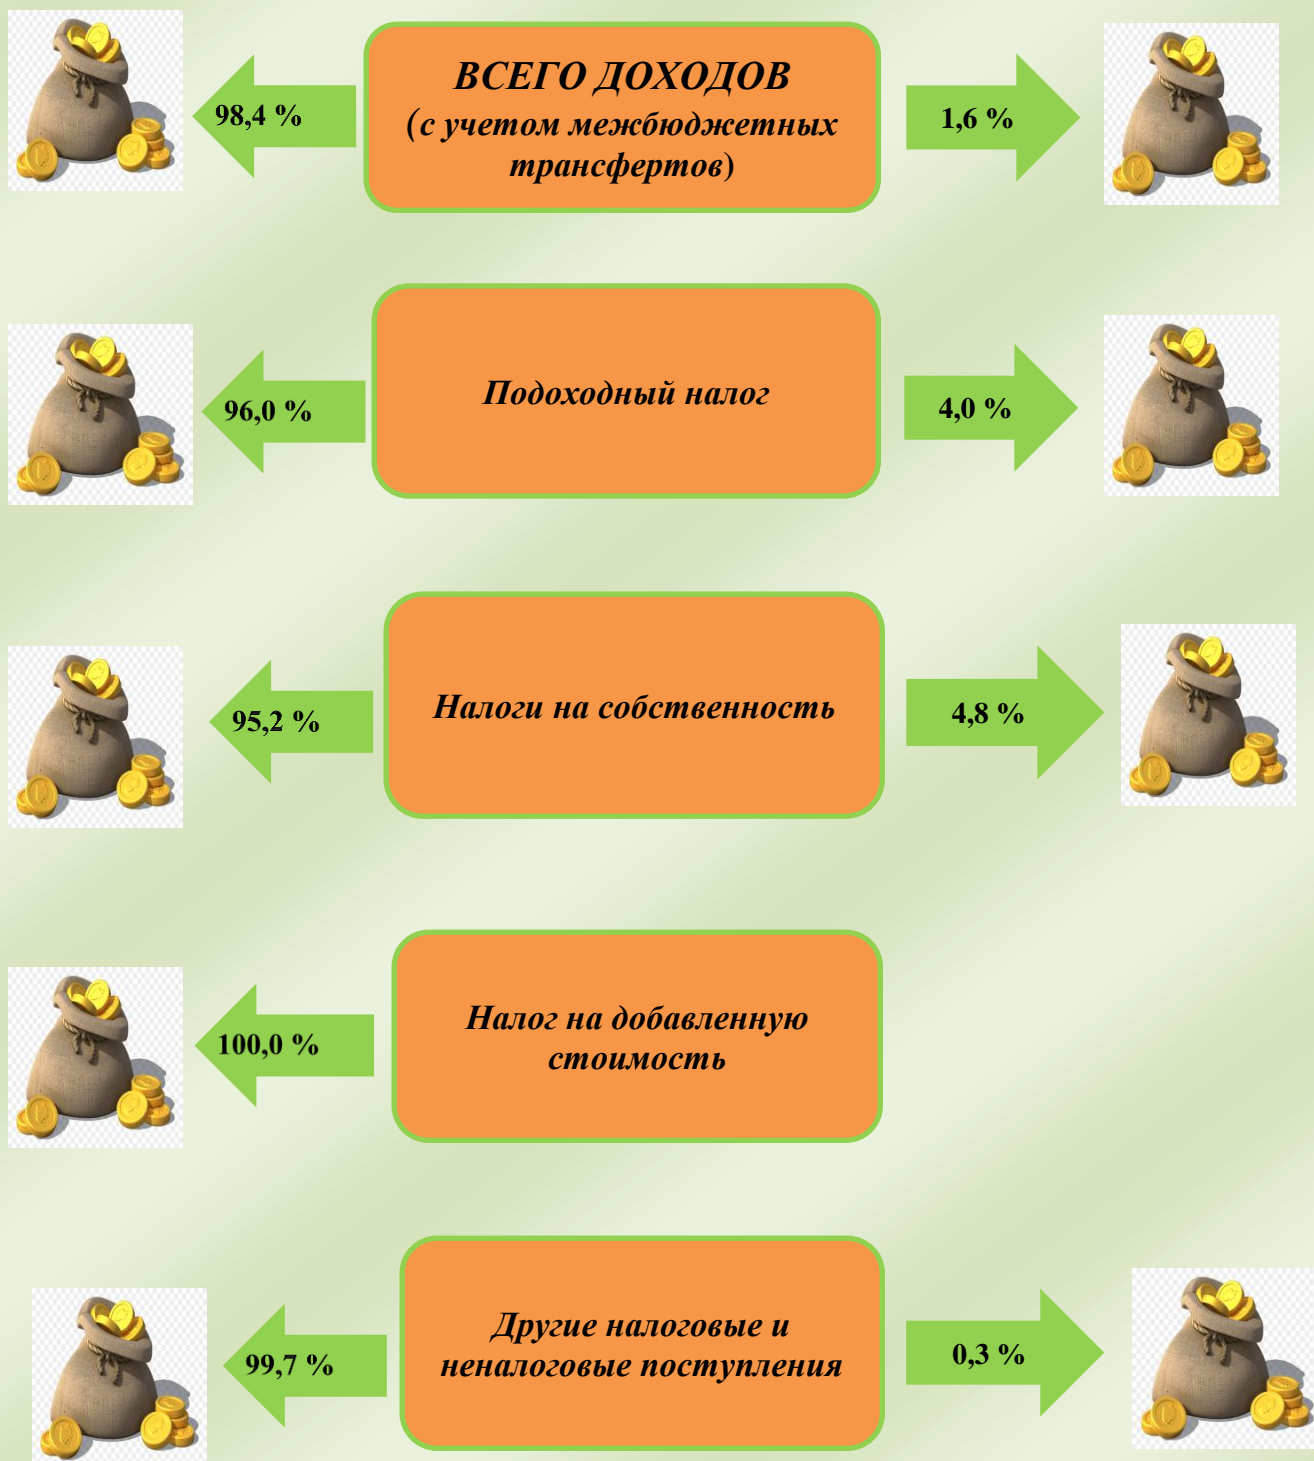 ВСЕГО ДОХОДОВ
(с учетом межбюджетных
трансфертов)
98,4 %
1,6 %
Подоходный налог
96,0 %
4,0 %
Налоги на собственность
95,2 %
4,8 %
Налог на добавленную
стоимость
100,0 %
Другие налоговые и
неналоговые поступления
99,7 %
0,3 %